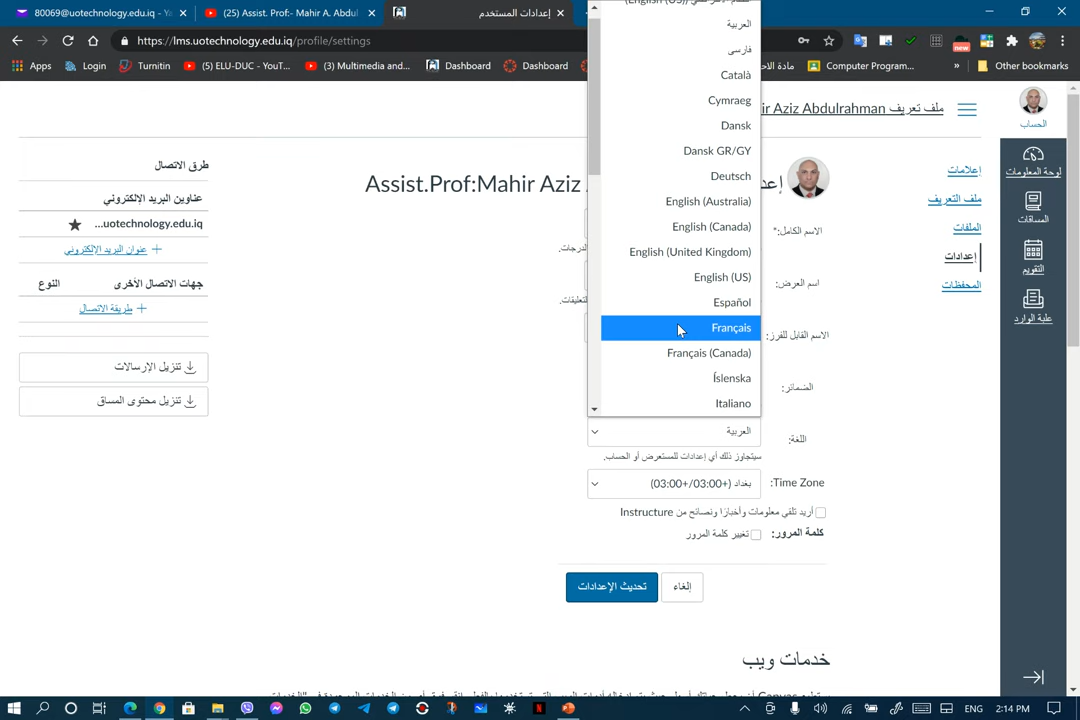 80069@uotechnology.edu.iq - Ya
(25) Assist. Prof:- Mahir A. Abdul
إعدادات المستخدم
https://lms.uotechnology.edu.iq/profile/settings
Apps
Login
Turnitin
(5) ELU-DUC - YouT...
(3) Multimedia and...
Dashboard
Dashboard
new
Computer Program...
»
Other bookmarks
العربية
فارسی
Català
Cymraeg
Dansk
Dansk GR/GY
Deutsch
English (Australia)
English (Canada)
English (United Kingdom)
English (US)
Español
Français
Français (Canada)
Íslenska
Italiano
ir Aziz Abdulrahman ملف تعريف
الحساب
لوحة المعلومات
المساقات
التقويم
علبة الوارد
إعلامات
ملف التعريف
الملفات
إعدادات
المحفظات
Assist.Prof:Mahir Aziz
الاسم الكامل:*
الدرجات.
اسم العرض:
التعليقات.
الاسم القابل للفرز:
الضمائر:
اللغة:
العربية
سيتجاوز ذلك أي إعدادات للمستعرض أو الحساب.
Time Zone:
بغداد (+03:00/+03:00)
أريد تلقي معلومات وأخبارًا ونصائح من Instructure
كلمة المرور:
تغيير كلمة المرور
إلغاء
تحديث الإعدادات
خدمات ويب
طرق الاتصال
عناوين البريد الإلكتروني
...uotechnology.edu.iq
+ عنوان البريد الإلكتروني
جهات الاتصال الأخرى
النوع
+ طريقة الاتصال
تنزيل الإرسالات
تنزيل محتوى المساق
ENG
2:14 PM